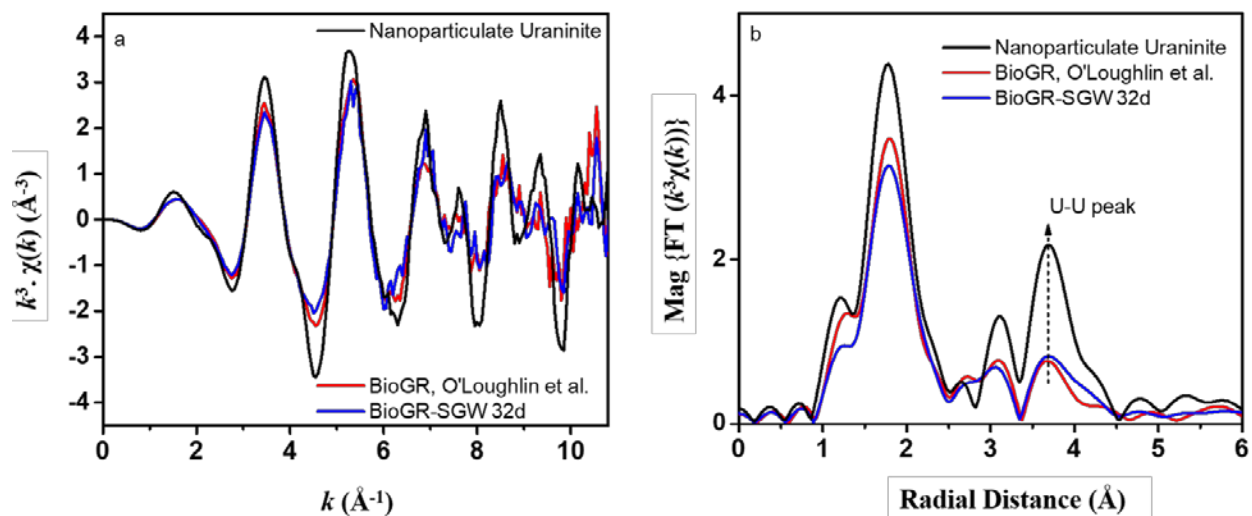 a
Nanoparticulate Uraninite
4
3
2
1
0
-1
-2
-3
-4
k³. χ(k) (Å⁻³)
BioGR, O'Loughlin et al.
BioGR-SGW 32d
0 2 4 6 8 10
k (Å⁻¹)
b
Nanoparticulate Uraninite
BioGR, O'Loughlin et al.
BioGR-SGW 32d
U-U peak
4
2
0
Mag {FT (k³χ(k))}
0 1 2 3 4 5 6
Radial Distance (Å)